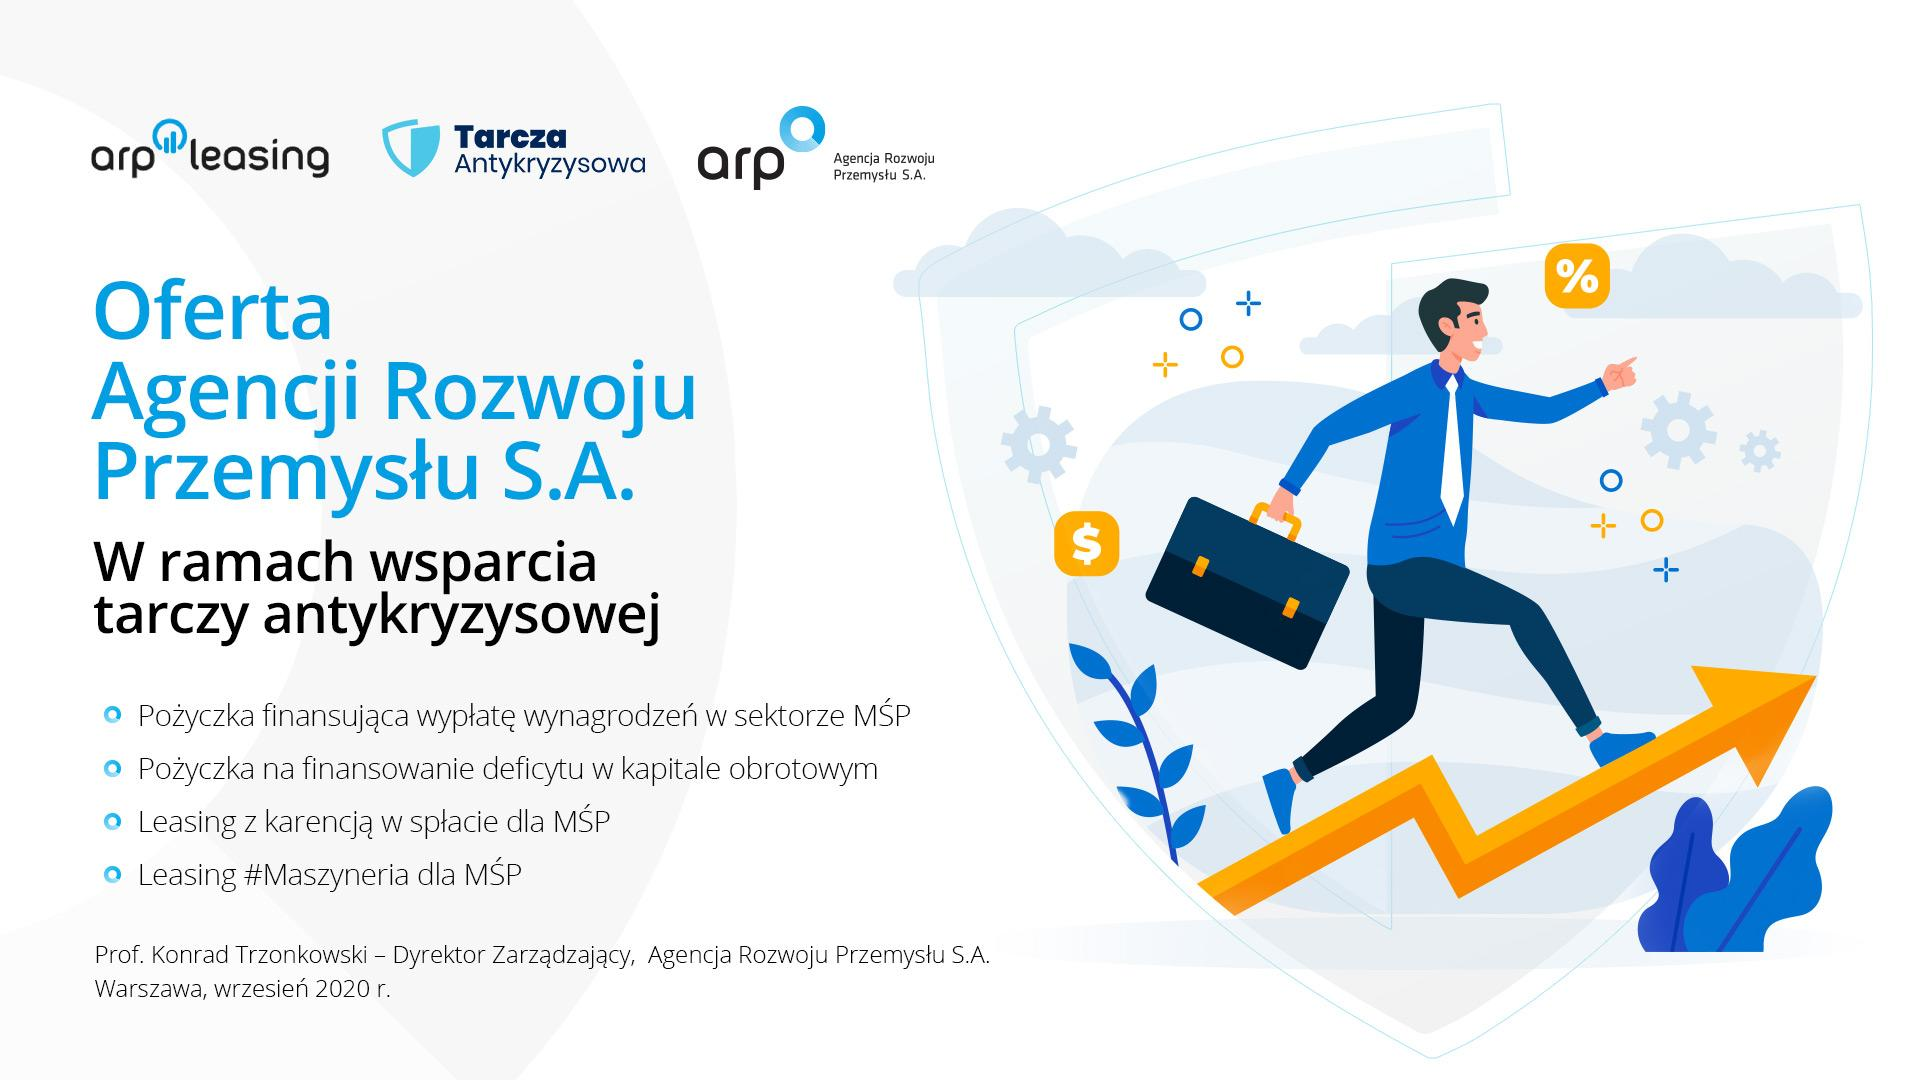 arp leasing
Tarcza
Antykryzysowa
arp
Agencja Rozwoju
Przemysłu S.A.
Oferta
Agencji Rozwoju
Przemysłu S.A.
W ramach wsparcia
tarczy antykryzysowej
Pożyczka finansująca wypłatę wynagrodzeń w sektorze MŚP
Pożyczka na finansowanie deficytu w kapitale obrotowym
Leasing z karencją w spłacie dla MŚP
Leasing #Maszyneria dla MŚP
Prof. Konrad Trzonkowski – Dyrektor Zarządzający, Agencja Rozwoju Przemysłu S.A.
Warszawa, wrzesień 2020 r.
%
$